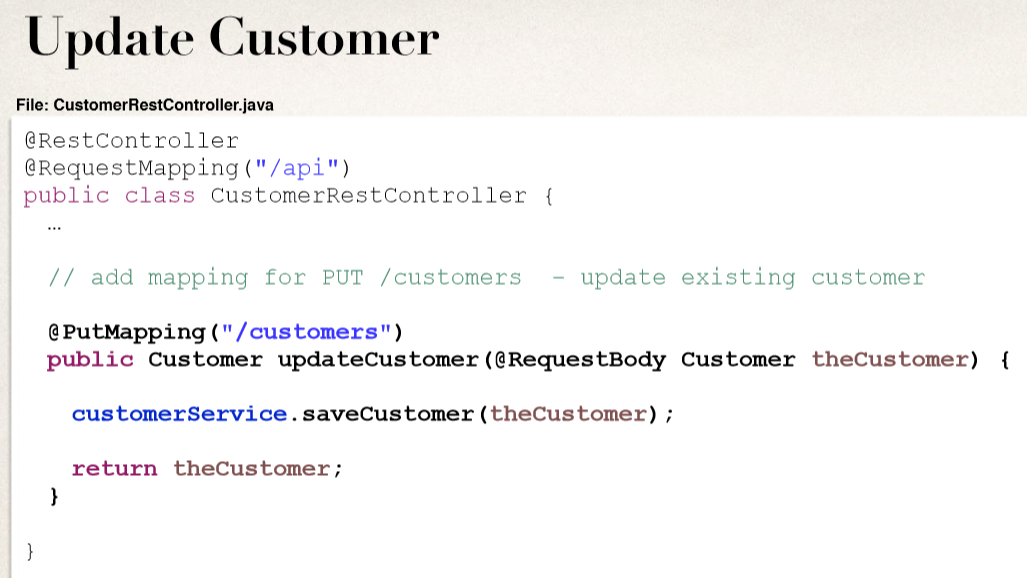 Update Customer
File: CustomerRestController.java
@RestController
@RequestMapping("/api")
public class CustomerRestController {
…
// add mapping for PUT /customers  - update existing customer
@PutMapping("/customers")
public Customer updateCustomer(@RequestBody Customer theCustomer) {
customerService.saveCustomer(theCustomer);
return theCustomer;
}
}